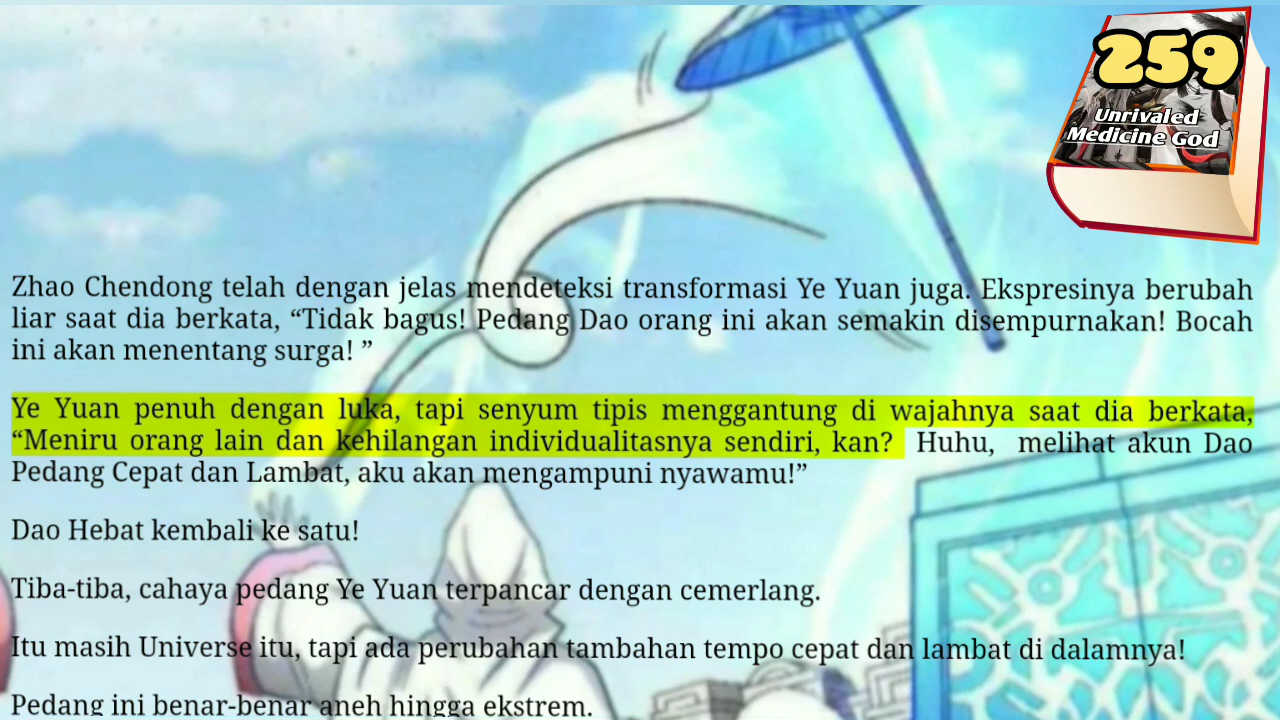 259
Unrivaled
Medicine God
Zhao Chendong telah dengan jelas mendeteksi transformasi Ye Yuan juga. Ekspresinya berubah
liar saat dia berkata, “Tidak bagus! Pedang Dao orang ini akan semakin disempurnakan! Bocah
ini akan menentang surga! ”
Ye Yuan penuh dengan luka, tapi senyum tipis menggantung di wajahnya saat dia berkata,
“Meniru orang lain dan kehilangan individualitasnya sendiri, kan? Huhu, melihat akun Dao
Pedang Cepat dan Lambat, aku akan mengampuni nyawamu!”
Dao Hebat kembali ke satu!
Tiba-tiba, cahaya pedang Ye Yuan terpancar dengan cemerlang.
Itu masih Universe itu, tapi ada perubahan tambahan tempo cepat dan lambat di dalamnya!
Pedang ini benar-benar aneh hingga ekstrem.